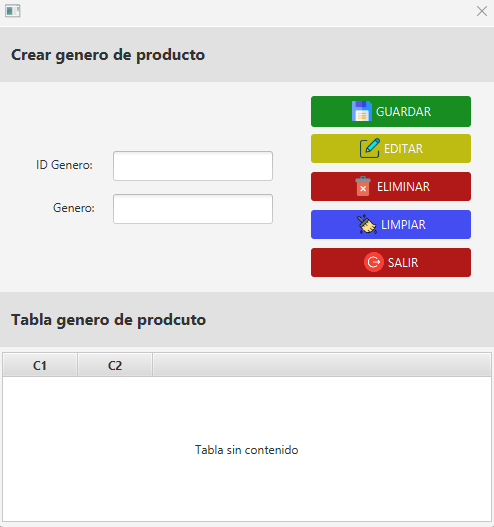 Crear genero de producto
GUARDAR
EDITAR
ID Genero:
ELIMINAR
Genero:
LIMPIAR
SALIR
Tabla genero de prodcuto
C1 C2
Tabla sin contenido